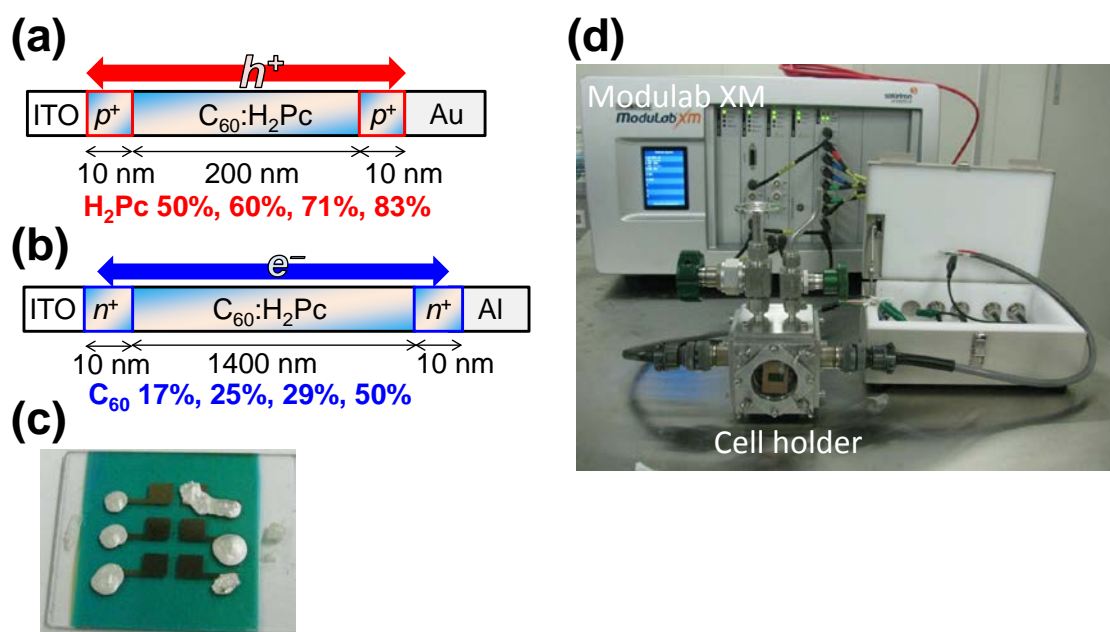 (a)
h⁺
ITO p⁺ C₆₀:H₂Pc p⁺ Au
10 nm 200 nm 10 nm
H₂Pc 50%, 60%, 71%, 83%
(b)
e⁻
ITO n⁺ C₆₀:H₂Pc n⁺ Al
10 nm 1400 nm 10 nm
C₆₀ 17%, 25%, 29%, 50%
(c)
(d)
Modulab XM
solartron
ModuLab XM
Cell holder